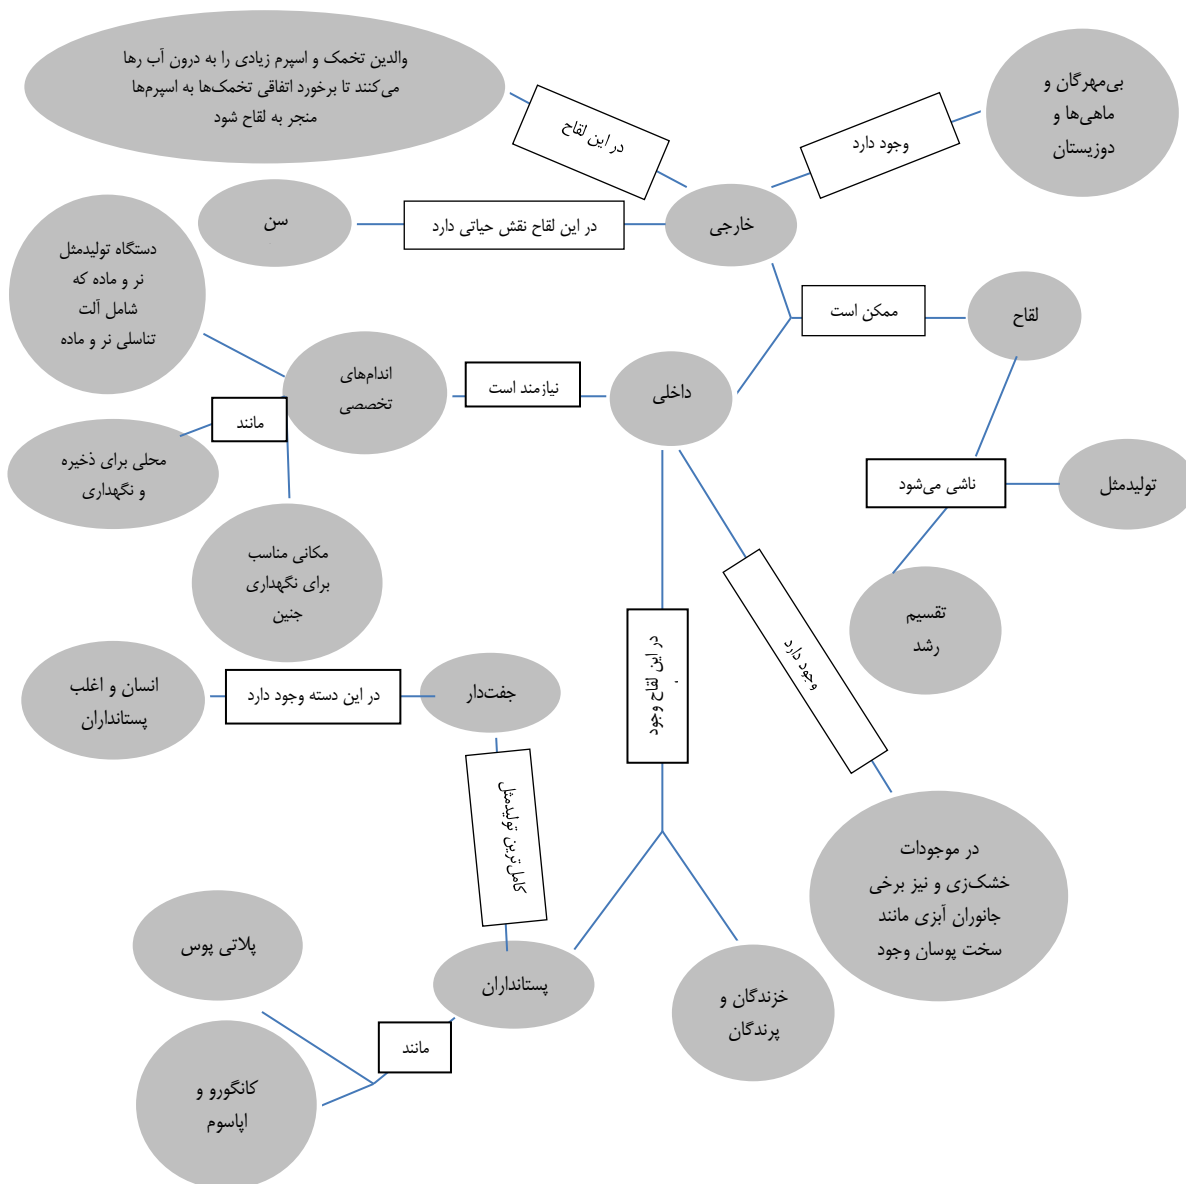 والدین تخمک و اسپرم زیادی را به درون آب رها
می‌کنند تا برخورد اتفاقی تخمک‌ها به اسپرم‌ها
منجر به لقاح شود
در این لقاح
بی‌مهرگان و
ماهی‌ها و
دوزیستان
وجود دارد
خارجی
در این لقاح نقش حیاتی دارد
سن
دستگاه تولیدمثل
نر و ماده که
شامل آلت
تناسلی نر و ماده
ممکن است
لقاح
داخلی
نیازمند است
اندام‌های
تخصصی
مانند
محلی برای ذخیره
و نگهداری
مکانی مناسب
برای نگهداری
جنین
ناشی می‌شود
تولیدمثل
تقسیم
رشد
وجود دارد
در این لقاح وجود
در موجودات
خشک‌زی و نیز برخی
جانوران آبزی مانند
سخت پوسان وجود
جفت‌دار
در این دسته وجود دارد
انسان و اغلب
پستانداران
کامل‌ترین تولیدمثل
پستانداران
خزندگان و
پرندگان
مانند
پلاتی پوس
کانگورو و
اپاسوم